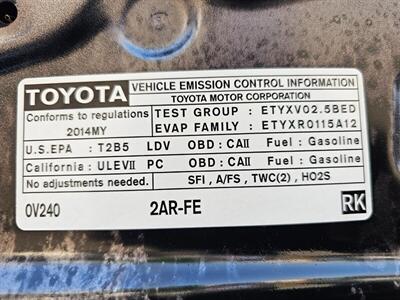 TOYOTA
VEHICLE EMISSION CONTROL INFORMATION
TOYOTA MOTOR CORPORATION
Conforms to regulations
2014MY
TEST GROUP : ETYXV02.5BED
EVAP FAMILY : ETYXR0115A12
U.S.EPA : T2B5 LDV OBD : CAII Fuel : Gasoline
California : ULEVII PC OBD : CAII Fuel : Gasoline
No adjustments needed. SFI , A/FS , TWC(2) , HO2S
0V240 2AR-FE RK